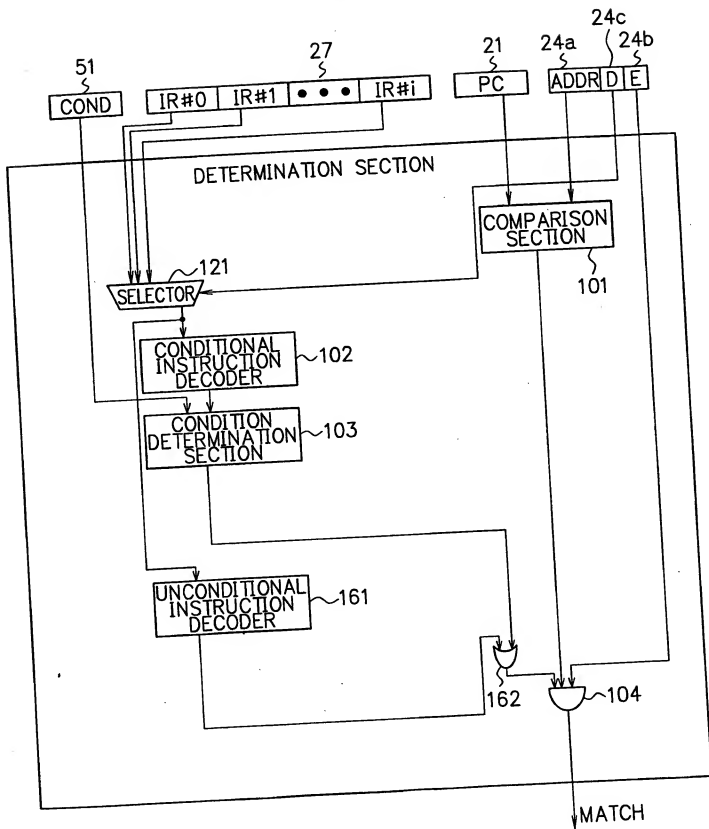 51
27
21
24a
24c
24b
COND
IR#0 IR#1 • • • IR#i
PC
ADDR D E
DETERMINATION SECTION
COMPARISON
SECTION
101
121
SELECTOR
CONDITIONAL
INSTRUCTION
DECODER
102
CONDITION
DETERMINATION
SECTION
103
UNCONDITIONAL
INSTRUCTION
DECODER
161
162
104
MATCH